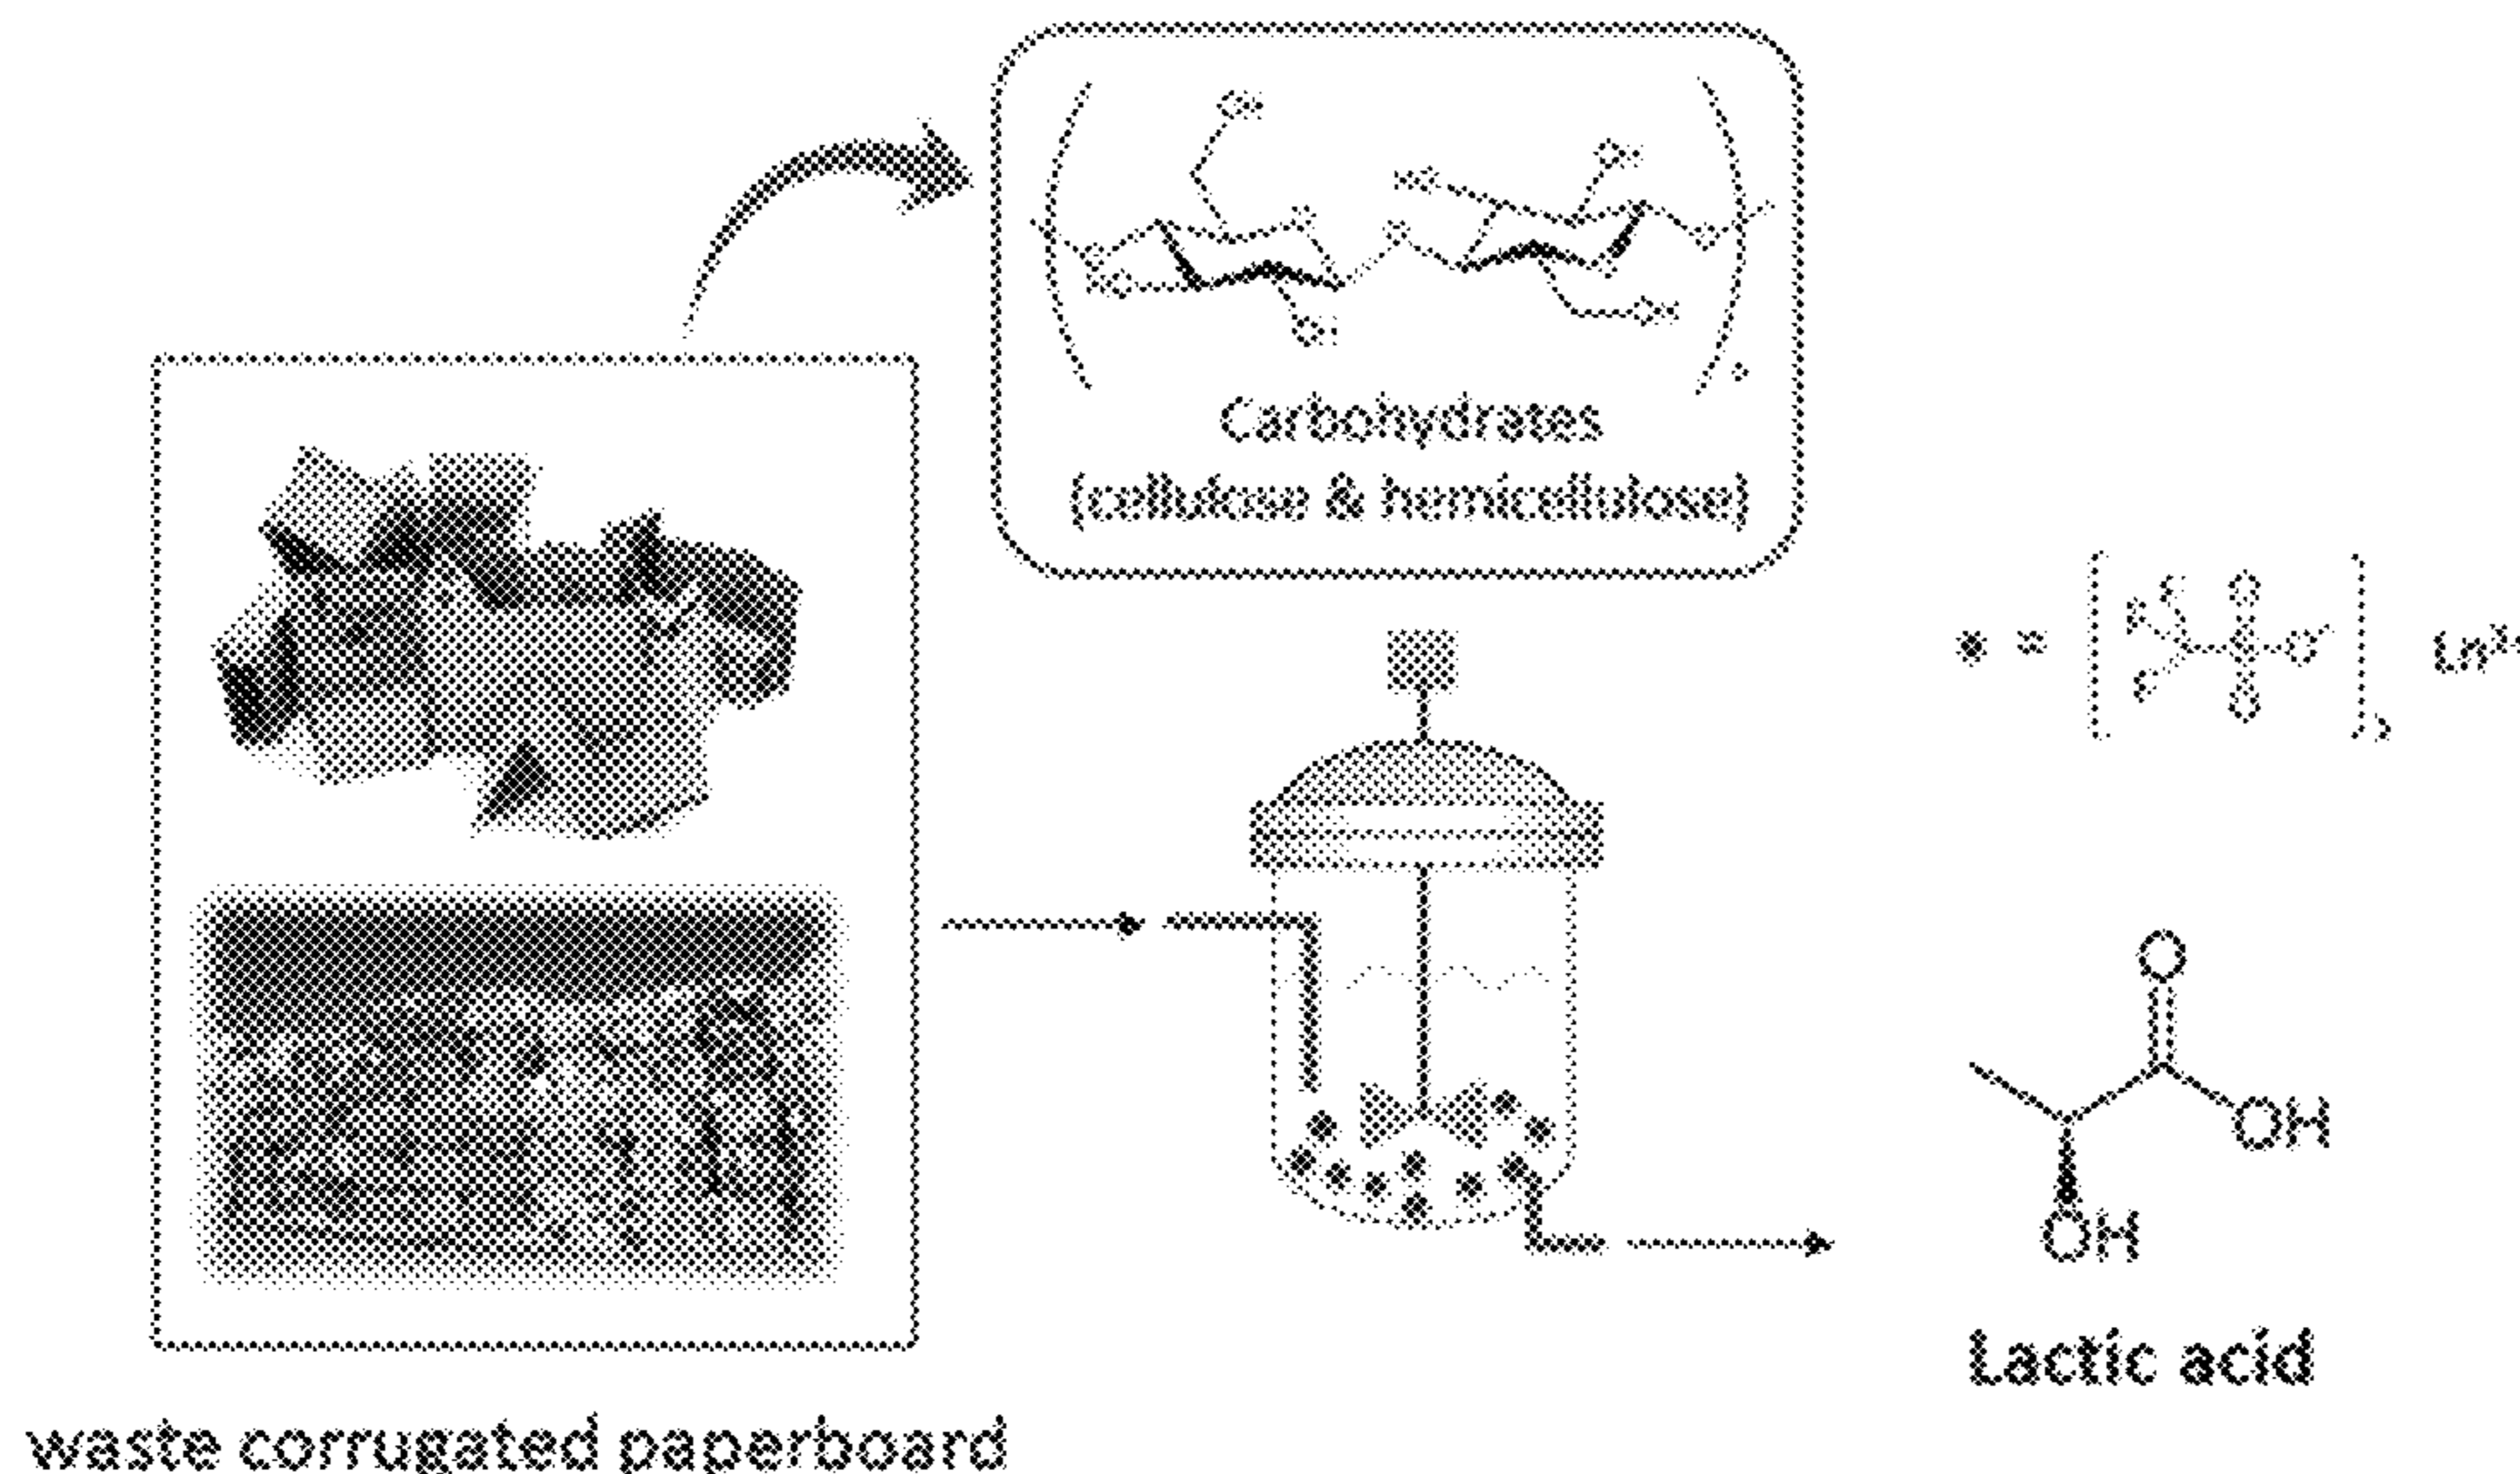 Carbohydrates
(cellulose & hemicellulose)
O
OH
OH
Lactic acid
waste corrugated paperboard